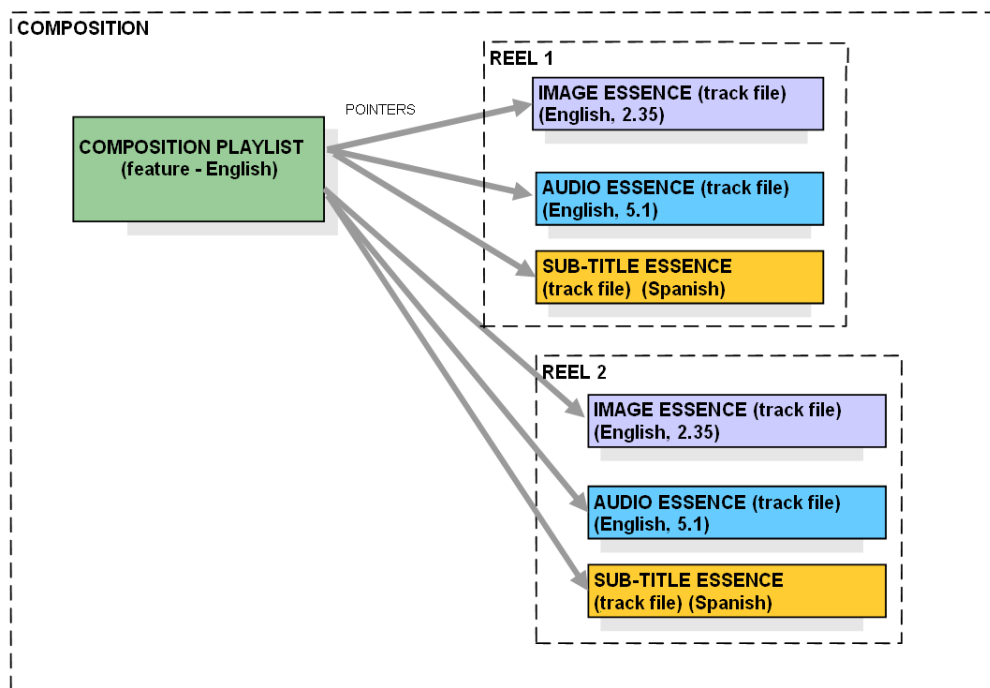 COMPOSITION
REEL 1
IMAGE ESSENCE (track file)
(English, 2.35)
POINTERS
COMPOSITION PLAYLIST
(feature - English)
AUDIO ESSENCE (track file)
(English, 5.1)
SUB-TITLE ESSENCE
(track file) (Spanish)
REEL 2
IMAGE ESSENCE (track file)
(English, 2.35)
AUDIO ESSENCE (track file)
(English, 5.1)
SUB-TITLE ESSENCE
(track file) (Spanish)